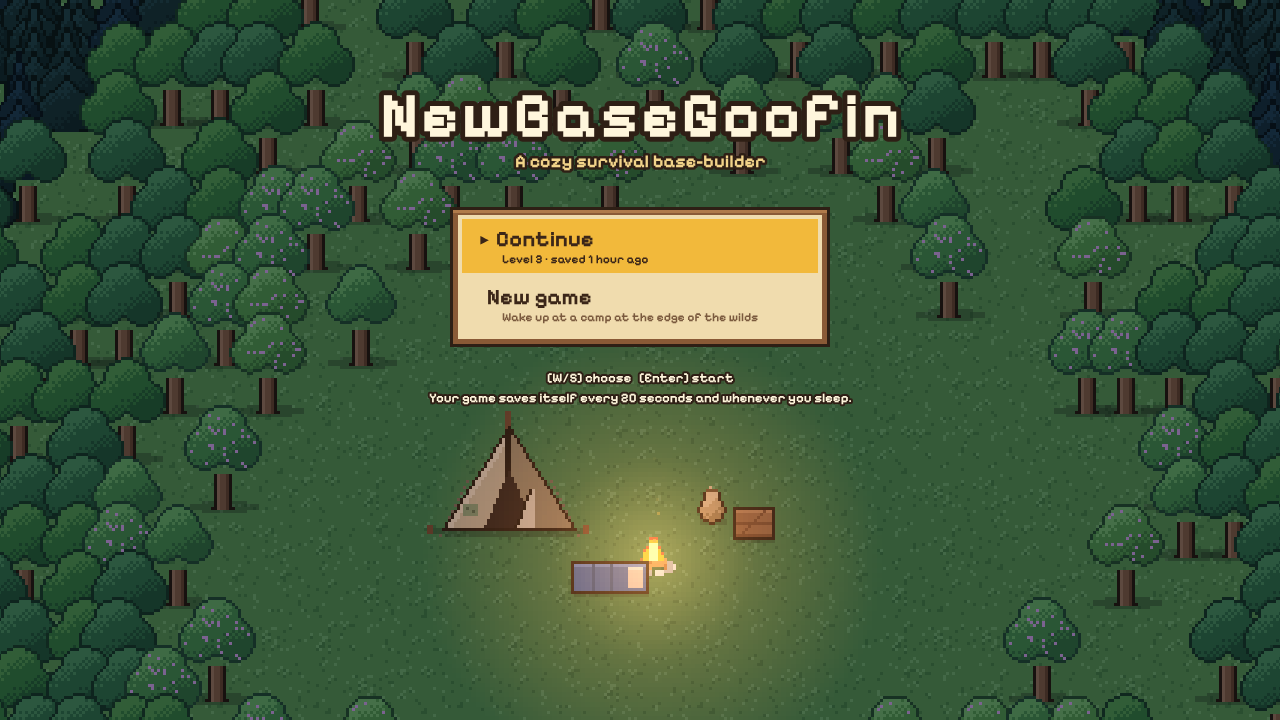 NewBaseGoofin
A cozy survival base-builder
▸ Continue
Level 3 · saved 1 hour ago
New game
Wake up at a camp at the edge of the wilds
[W/S] choose [Enter] start
Your game saves itself every 20 seconds and whenever you sleep.